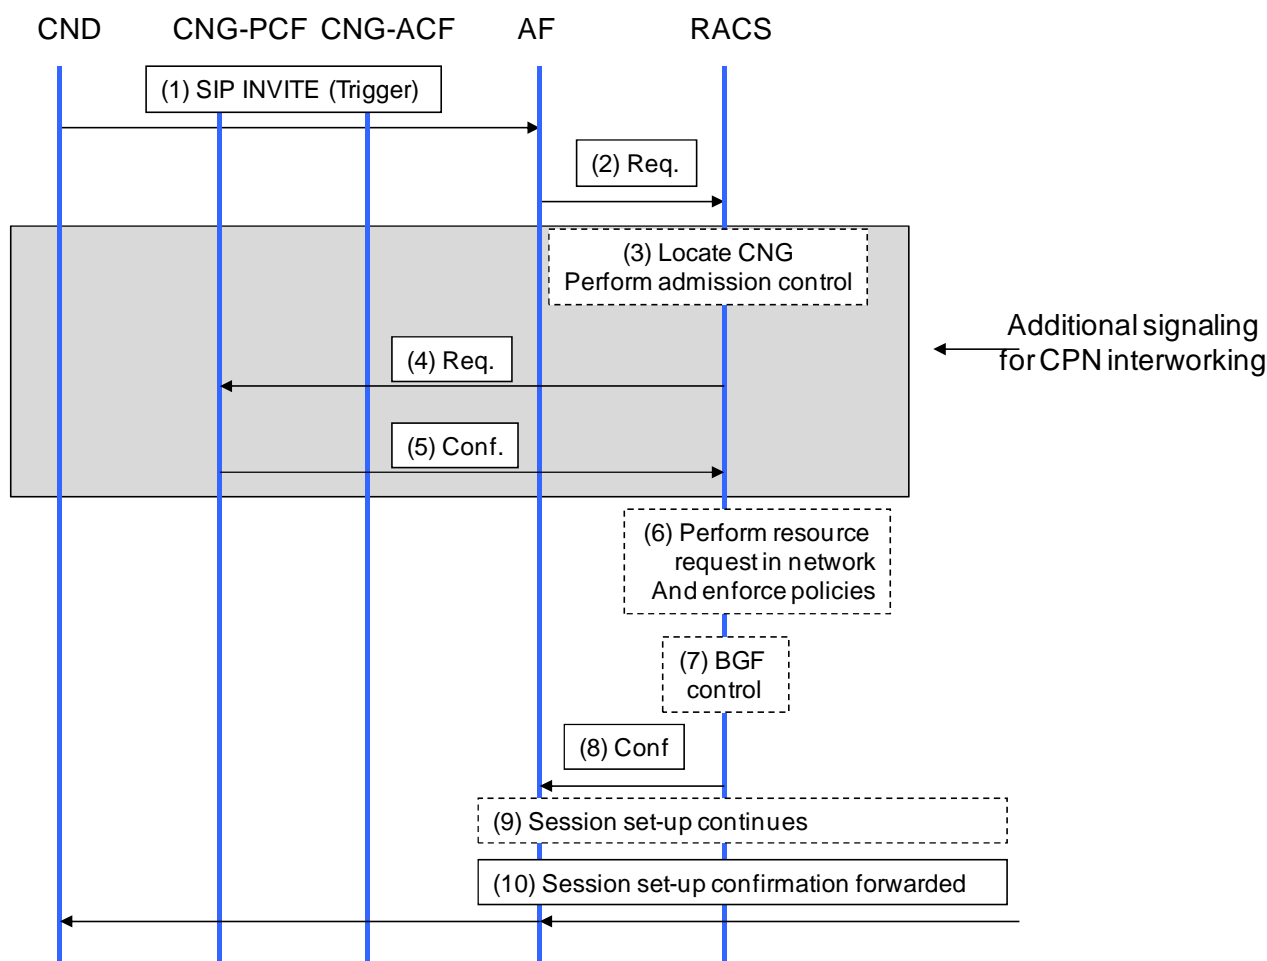 CND CNG-PCF CNG-ACF AF RACS
(1) SIP INVITE (Trigger)
(2) Req.
(3) Locate CNG
Perform admission control
Additional signaling
for CPN interworking
(4) Req.
(5) Conf.
(6) Perform resource
request in network
And enforce policies
(7) BGF
control
(8) Conf
(9) Session set-up continues
(10) Session set-up confirmation forwarded